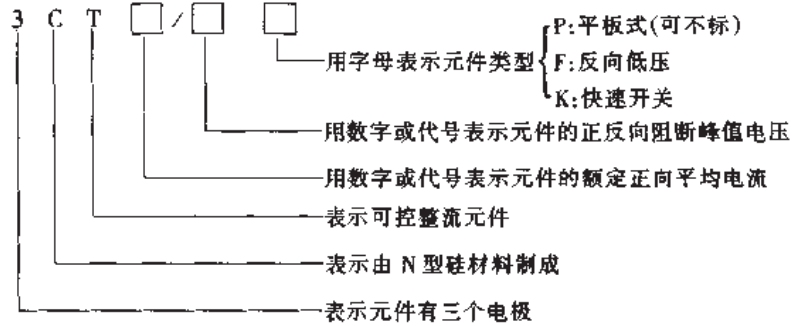 3 C T □/□ □
P:平板式(可不标)
用字母表示元件类型 F:反向低压
K:快速开关
用数字或代号表示元件的正反向阻断峰值电压
用数字或代号表示元件的额定正向平均电流
表示可控整流元件
表示由 N 型硅材料制成
表示元件有三个电极